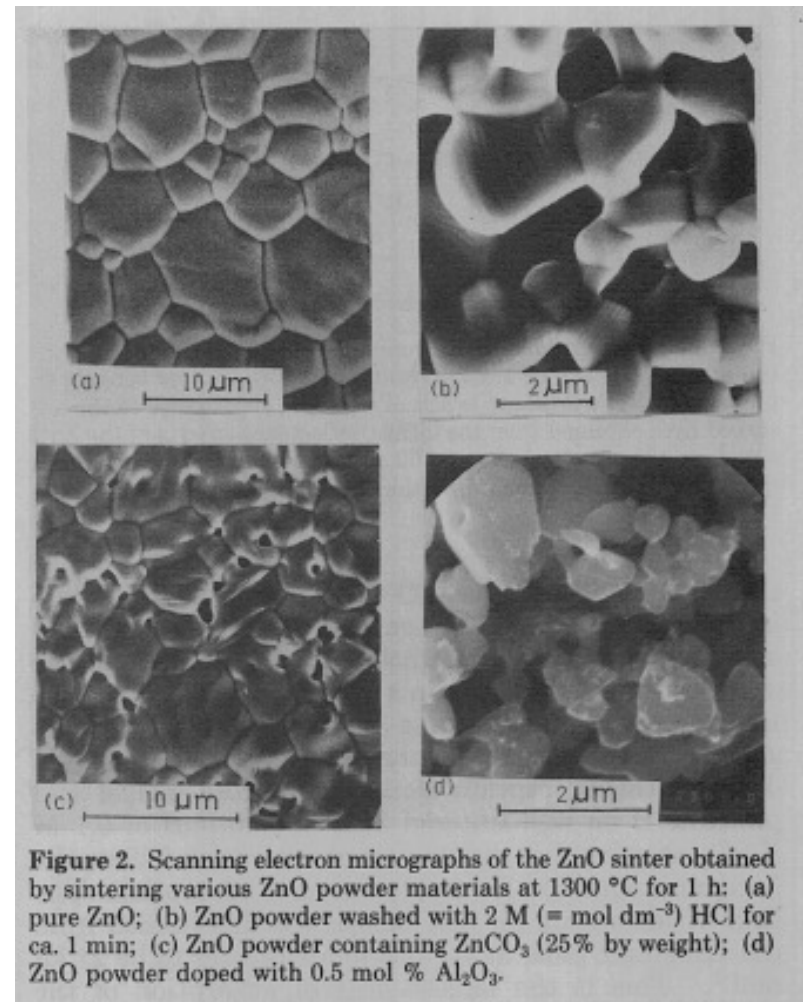 (a) 10 μm
(b) 2 μm
(c) 10 μm
(d) 2 μm
Figure 2. Scanning electron micrographs of the ZnO sinter obtained
by sintering various ZnO powder materials at 1300 °C for 1 h: (a)
pure ZnO; (b) ZnO powder washed with 2 M (= mol dm⁻³) HCl for
ca. 1 min; (c) ZnO powder containing ZnCO₃ (25% by weight); (d)
ZnO powder doped with 0.5 mol % Al₂O₃.